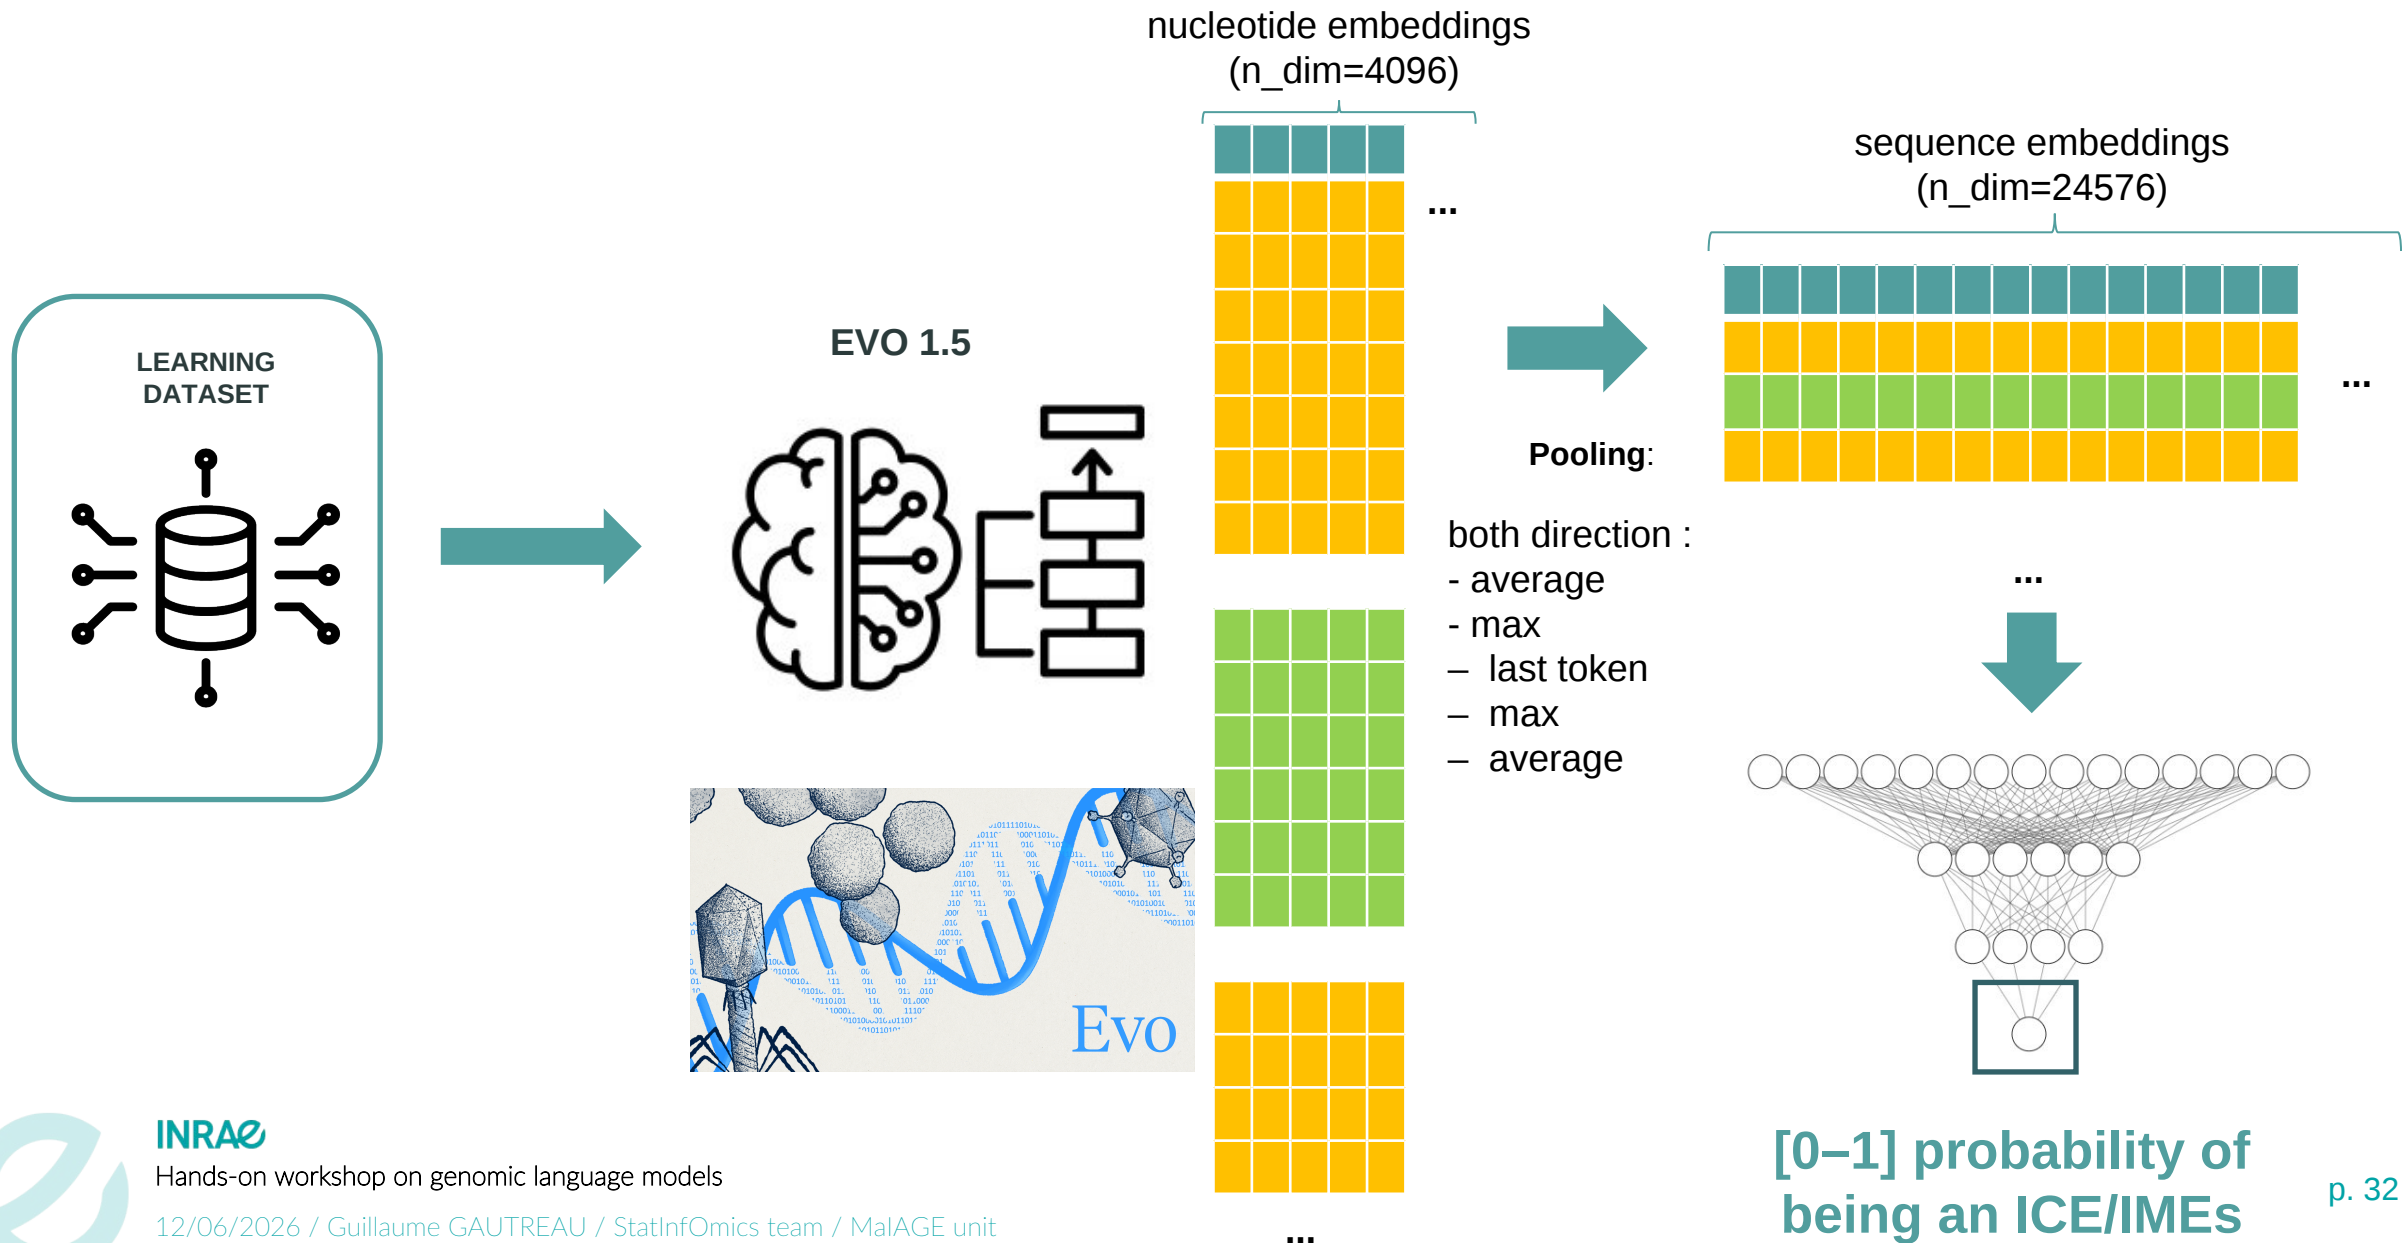 nucleotide embeddings
(n_dim=4096)
sequence embeddings
(n_dim=24576)
...
LEARNING
DATASET
EVO 1.5
...
Pooling:
both direction :
- average
- max
– last token
– max
– average
...
Evo
[0–1] probability of
being an ICE/IMEs
...
INRAE
Hands-on workshop on genomic language models
12/06/2026 / Guillaume GAUTREAU / StatInfOmics team / MaIAGE unit
p. 32